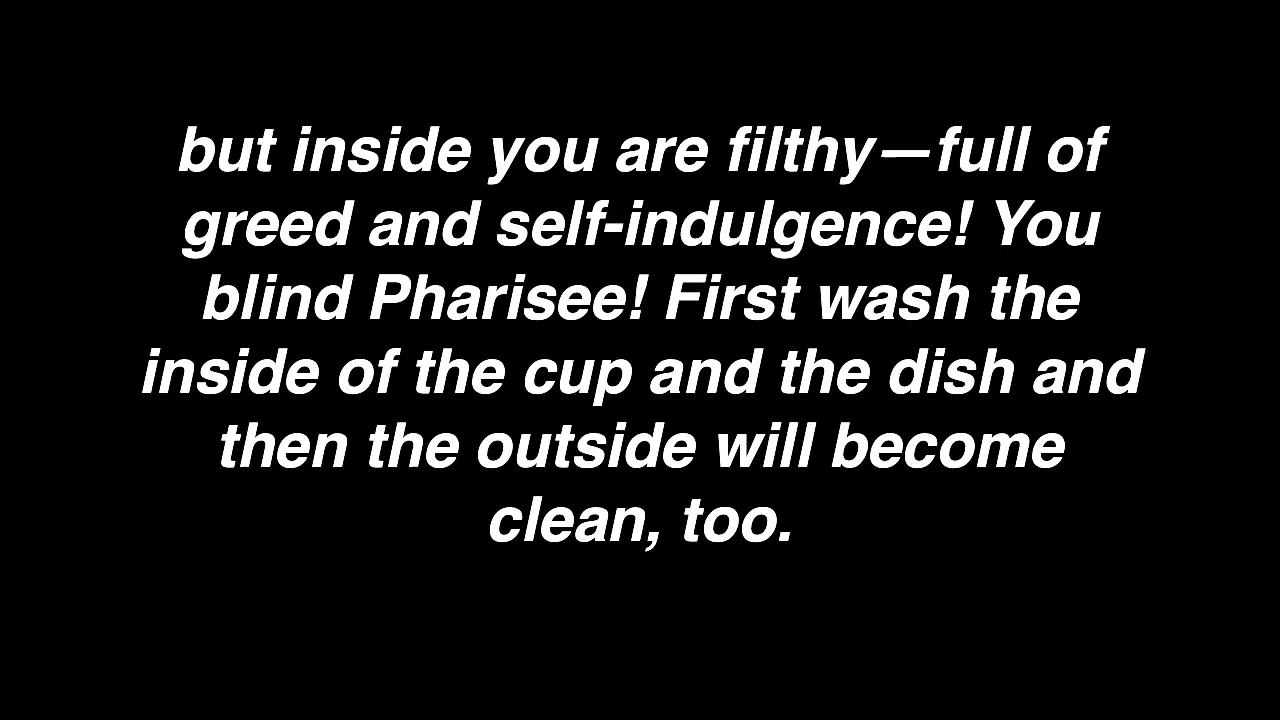 but inside you are filthy—full of
greed and self-indulgence! You
blind Pharisee! First wash the
inside of the cup and the dish and
then the outside will become
clean, too.